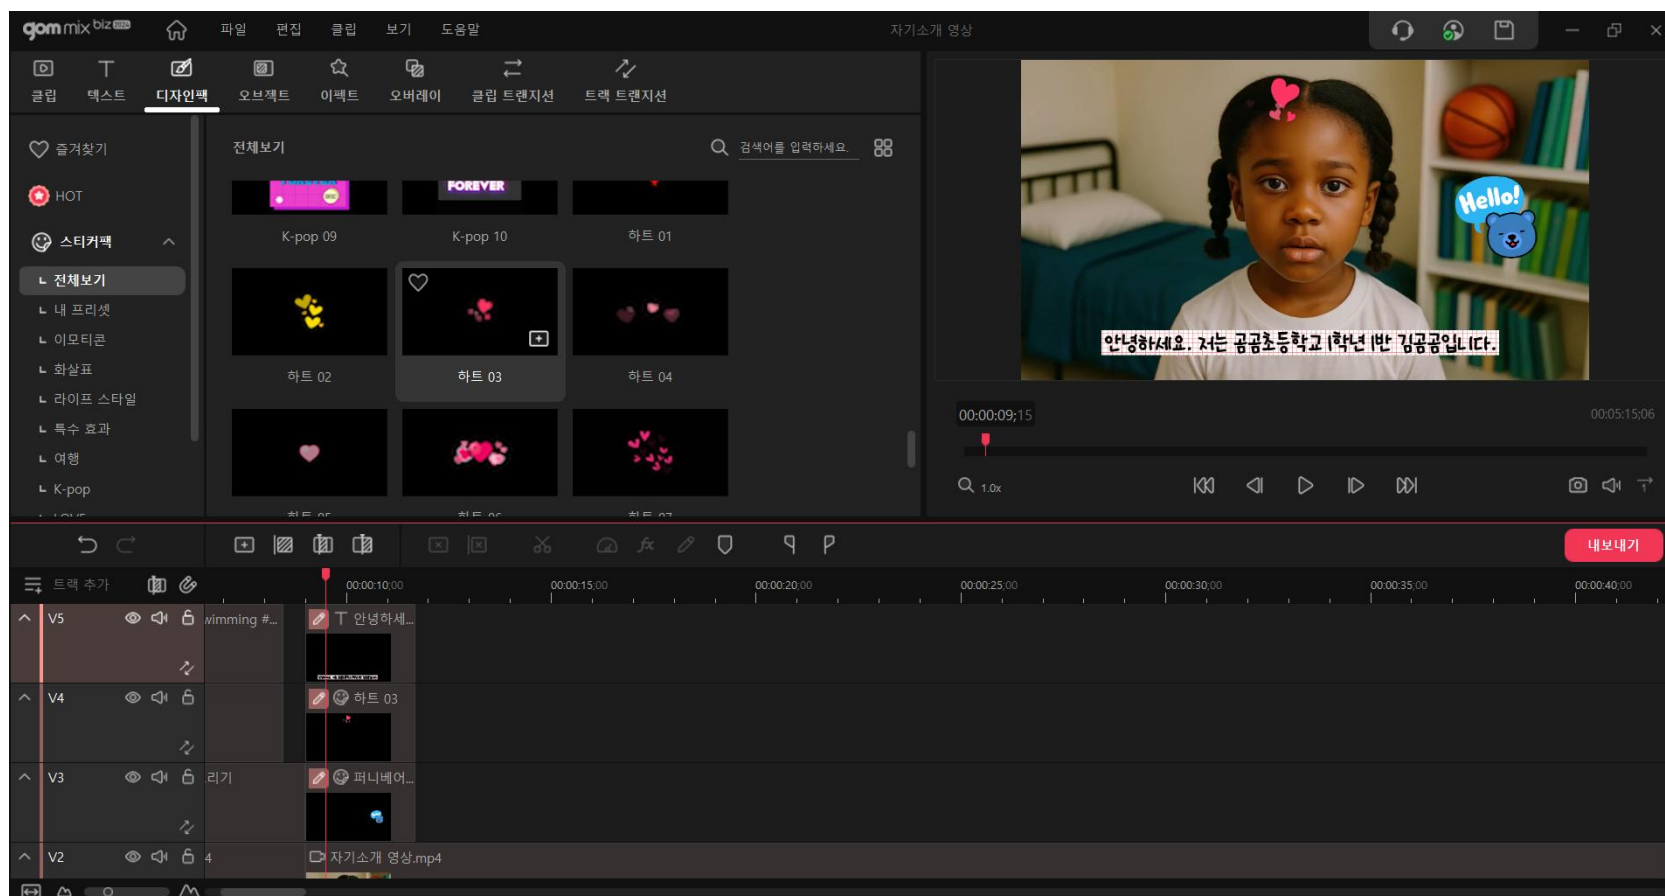 gom mix biz 2024
파일 편집 클립 보기 도움말
자기소개 영상
클립 텍스트 디자인팩 오브젝트 이펙트 오버레이 클립 트랜지션 트랙 트랜지션
즐겨찾기
HOT
스티커팩
전체보기
내 프리셋
이모티콘
화살표
라이프 스타일
특수 효과
여행
K-pop
전체보기
검색어를 입력하세요.
FOREVER
K-pop 09
K-pop 10
하트 01
하트 02
하트 03
하트 04
Hello!
안녕하세요. 저는 곰곰초등학교 1학년 1반 김곰곰입니다.
00:00:09;15
00:05:15;06
1.0x
내보내기
트랙 추가
00:00:10;00 00:00:15;00 00:00:20;00 00:00:25;00 00:00:30;00 00:00:35;00 00:00:40;00
V5 wimming #... T 안녕하세...
V4 하트 03
V3 리기 퍼니베어...
V2 4 자기소개 영상.mp4